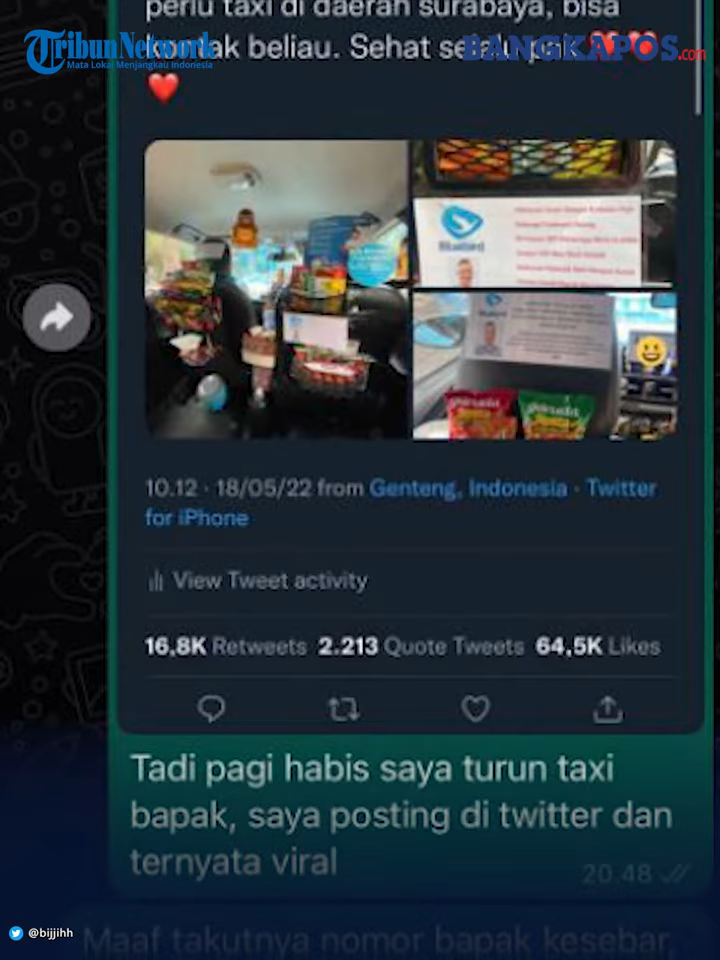 perlu taxi di daerah surabaya, bisa
beliau. Sehat
TribunNetwork
Mata Lokal Menjangkau Indonesia
BANGKAPOS.com
Bluebird
10.12 · 18/05/22 from Genteng, Indonesia · Twitter
for iPhone
View Tweet activity
16,8K Retweets 2.213 Quote Tweets 64,5K Likes
Tadi pagi habis saya turun taxi
bapak, saya posting di twitter dan
ternyata viral
20.48
@bijjihh
Maaf takutnya nomor bapak kesebar,